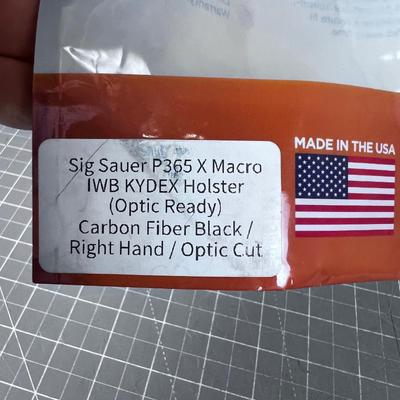 MADE IN THE USA
Sig Sauer P365 X Macro
IWB KYDEX Holster
(Optic Ready)
Carbon Fiber Black /
Right Hand / Optic Cut